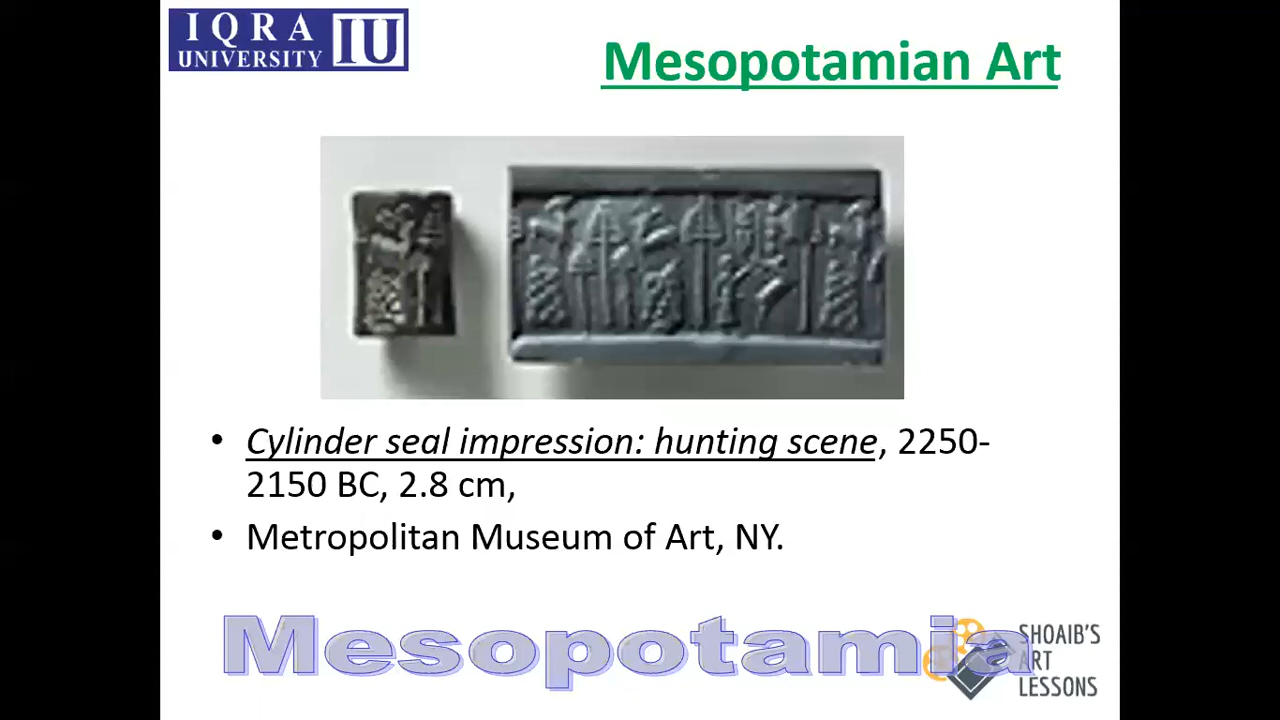 IQRA
UNIVERSITY IU
Mesopotamian Art
• Cylinder seal impression: hunting scene, 2250-
2150 BC, 2.8 cm,
• Metropolitan Museum of Art, NY.
Mesopotamia
SHOAIB'S
ART
LESSONS